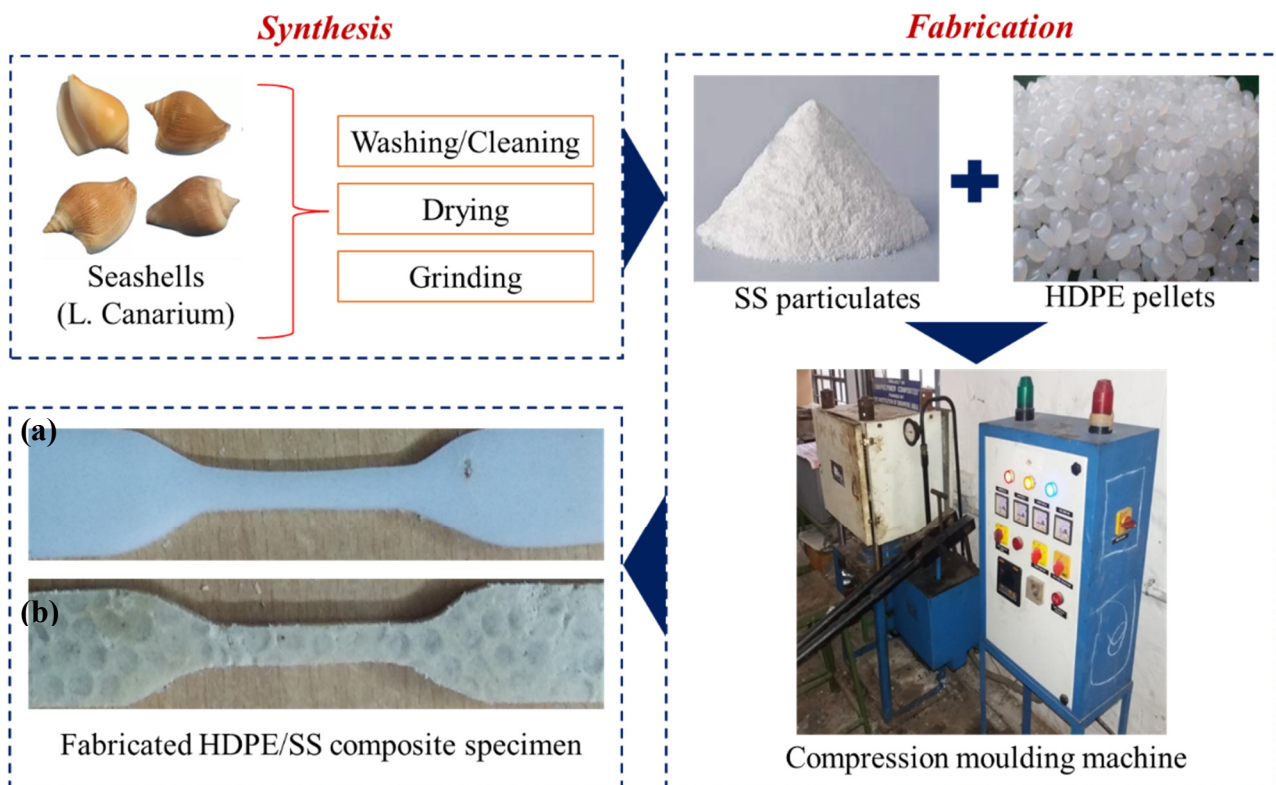 Synthesis
Fabrication
Seashells
(L. Canarium)
Washing/Cleaning
Drying
Grinding
SS particulates
HDPE pellets
Compression moulding machine
(a)
(b)
Fabricated HDPE/SS composite specimen